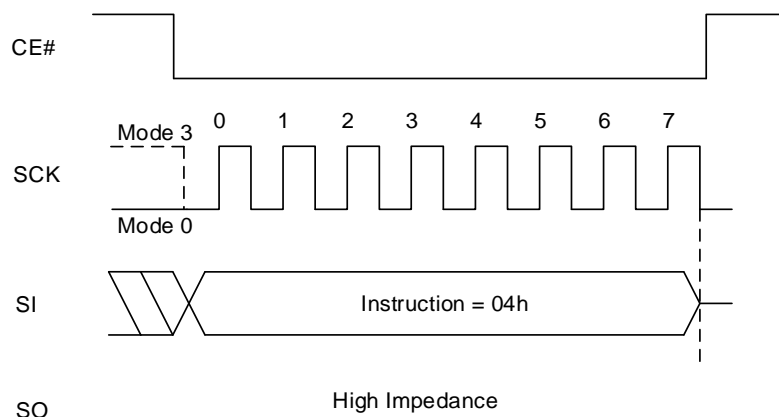 CE#
0 1 2 3 4 5 6 7
Mode 3
SCK
Mode 0
SI
Instruction = 04h
High Impedance
SO